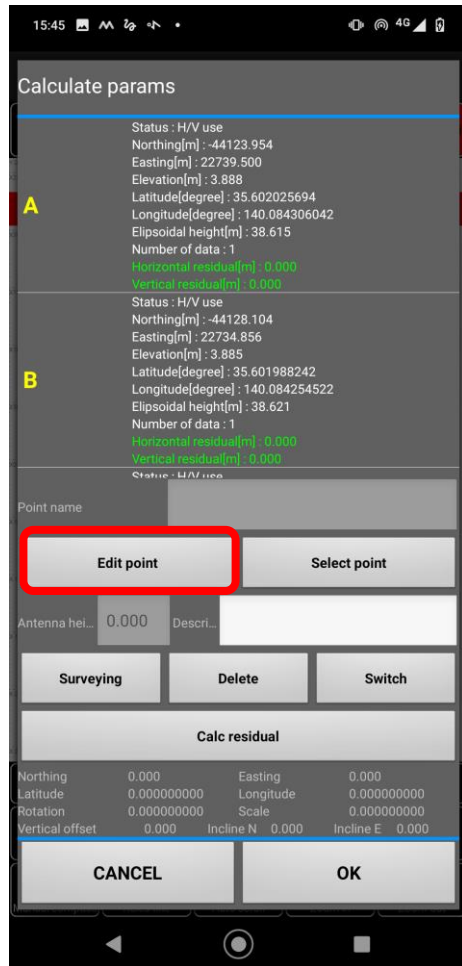 15:45 4G
Calculate params
A
Status : H/V use
Northing[m] : -44123.954
Easting[m] : 22739.500
Elevation[m] : 3.888
Latitude[degree] : 35.602025694
Longitude[degree] : 140.084306042
Elipsoidal height[m] : 38.615
Number of data : 1
Horizontal residual[m] : 0.000
Vertical residual[m] : 0.000
B
Status : H/V use
Northing[m] : -44128.104
Easting[m] : 22734.856
Elevation[m] : 3.885
Latitude[degree] : 35.601988242
Longitude[degree] : 140.084254522
Elipsoidal height[m] : 38.621
Number of data : 1
Horizontal residual[m] : 0.000
Vertical residual[m] : 0.000
Status : H/V use
Point name
Edit point Select point
Antenna hei... 0.000 Descri...
Surveying Delete Switch
Calc residual
Northing 0.000 Easting 0.000
Latitude 0.000000000 Longitude 0.000000000
Rotation 0.000000000 Scale 0.000000000
Vertical offset 0.000 Incline N 0.000 Incline E 0.000
CANCEL OK